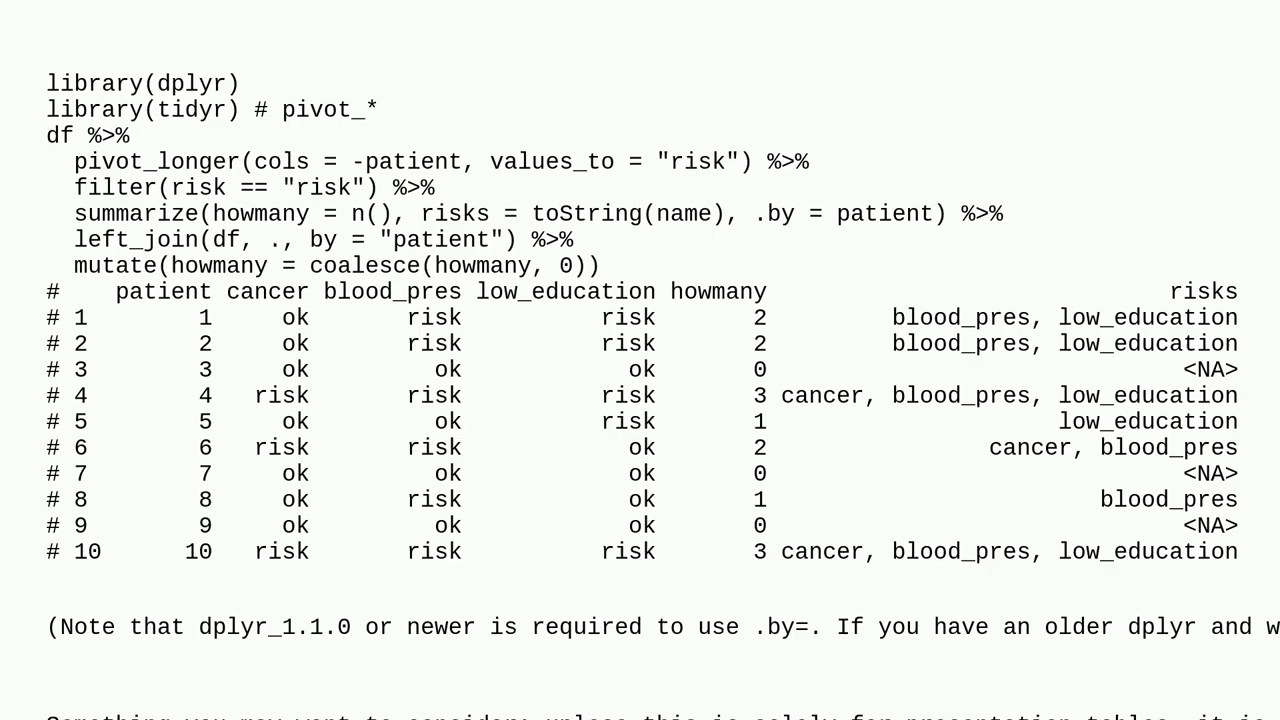 library(dplyr)
library(tidyr) # pivot_*
df %>%
  pivot_longer(cols = -patient, values_to = "risk") %>%
  filter(risk == "risk") %>%
  summarize(howmany = n(), risks = toString(name), .by = patient) %>%
  left_join(df, ., by = "patient") %>%
  mutate(howmany = coalesce(howmany, 0))
#    patient cancer blood_pres low_education howmany                             risks
# 1        1     ok       risk          risk       2         blood_pres, low_education
# 2        2     ok       risk          risk       2         blood_pres, low_education
# 3        3     ok         ok            ok       0                              <NA>
# 4        4   risk       risk          risk       3 cancer, blood_pres, low_education
# 5        5     ok         ok          risk       1                     low_education
# 6        6   risk       risk            ok       2                cancer, blood_pres
# 7        7     ok         ok            ok       0                              <NA>
# 8        8     ok       risk            ok       1                        blood_pres
# 9        9     ok         ok            ok       0                              <NA>
# 10      10   risk       risk          risk       3 cancer, blood_pres, low_education
(Note that dplyr_1.1.0 or newer is required to use .by=. If you have an older dplyr and